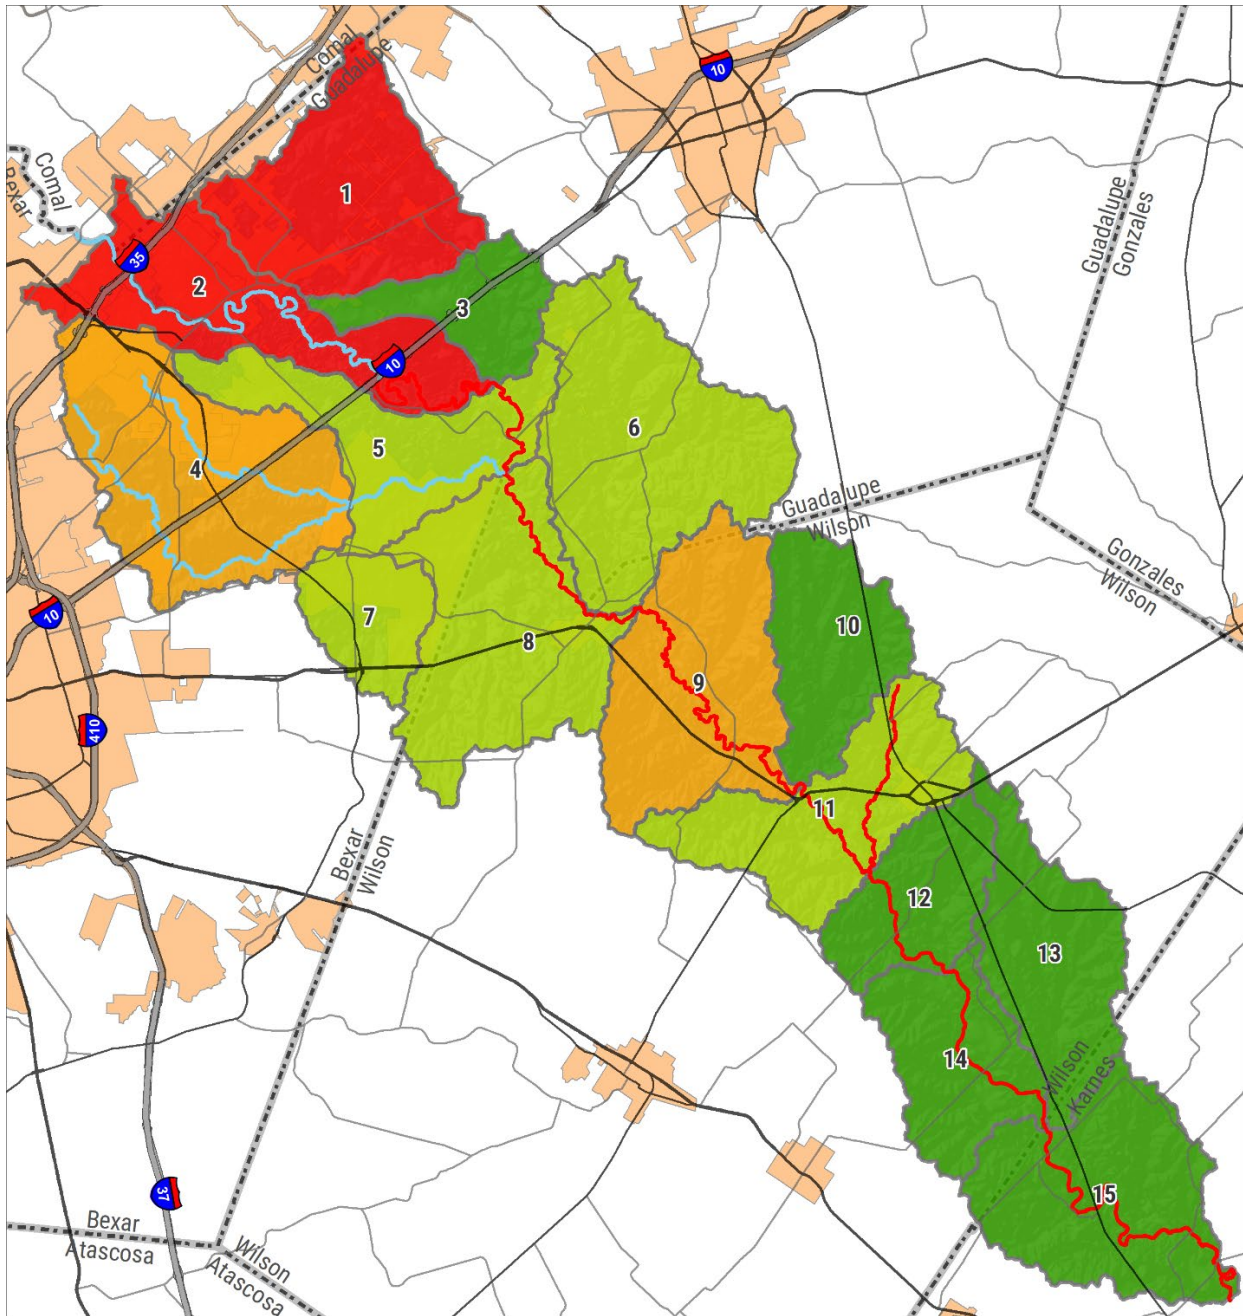 Comal
Guadalupe
10
Comal
Bexar
Guadalupe
Gonzales
1
35
2
3
10
6
5
4
Guadalupe
Wilson
Gonzales
Wilson
10
7
8
10
9
410
11
Bexar
Wilson
12
13
14
Wilson
Karnes
37
15
Bexar
Atascosa
Wilson
Atascosa